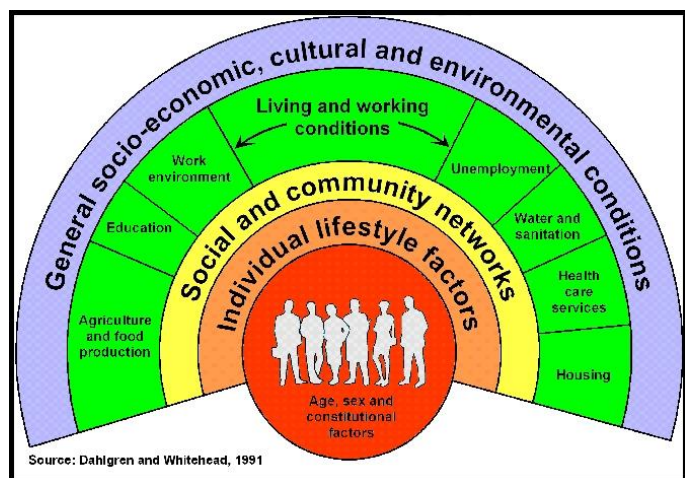 General socio-economic, cultural and environmental conditions
Living and working
conditions
Work
environment
Education
Agriculture
and food
production
Unemployment
Water and
sanitation
Health
care
services
Housing
Social and community networks
Individual lifestyle factors
Age, sex and
constitutional
factors
Source: Dahlgren and Whitehead, 1991